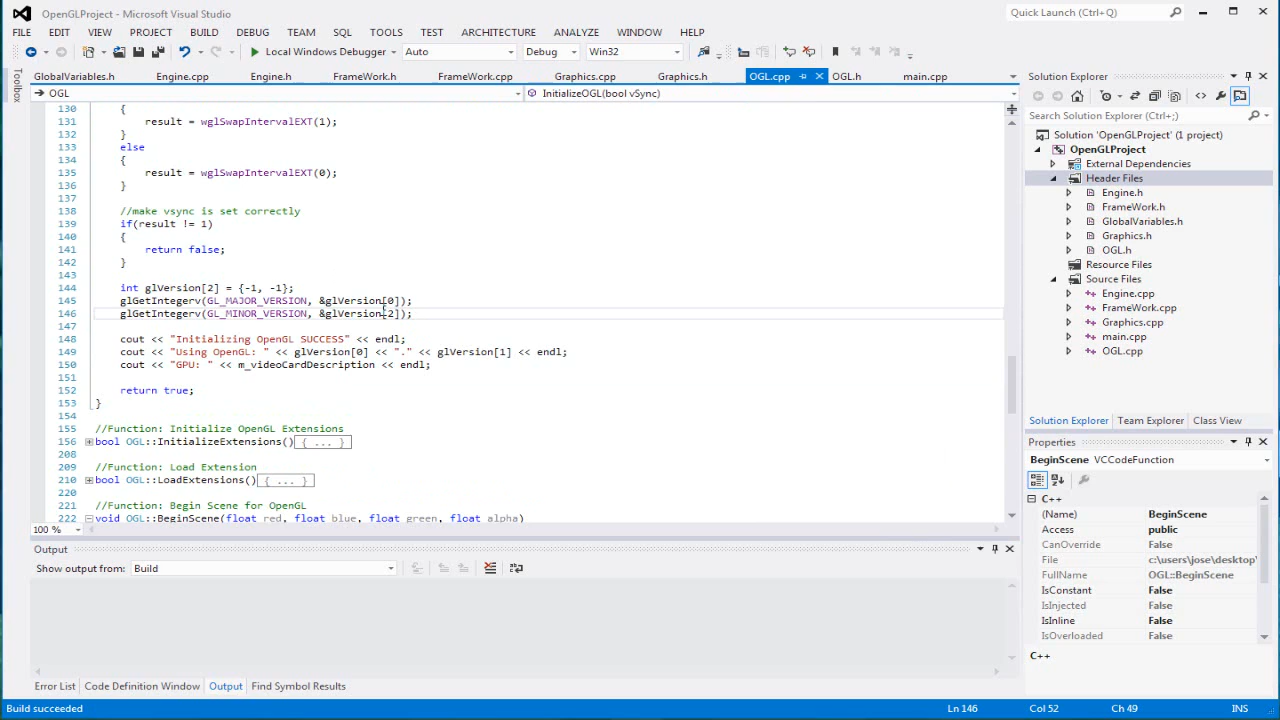 OpenGLProject - Microsoft Visual Studio
Quick Launch (Ctrl+Q)
FILE EDIT VIEW PROJECT BUILD DEBUG TEAM SQL TOOLS TEST ARCHITECTURE ANALYZE WINDOW HELP
Local Windows Debugger Auto Debug Win32
Toolbox
GlobalVariables.h Engine.cpp Engine.h FrameWork.h FrameWork.cpp Graphics.cpp Graphics.h OGL.cpp OGL.h main.cpp
OGL InitializeOGL(bool vSync)
130 {
131 result = wglSwapIntervalEXT(1);
132 }
133 else
134 {
135 result = wglSwapIntervalEXT(0);
136 }
137
138 //make vsync is set correctly
139 if(result != 1)
140 {
141 return false;
142 }
143
144 int glVersion[2] = {-1, -1};
145 glGetIntegerv(GL_MAJOR_VERSION, &glVersion[0]);
146 glGetIntegerv(GL_MINOR_VERSION, &glVersion[2]);
147
148 cout << "Initializing OpenGL SUCCESS" << endl;
149 cout << "Using OpenGL: " << glVersion[0] << "." << glVersion[1] << endl;
150 cout << "GPU: " << m_videoCardDescription << endl;
151
152 return true;
153 }
154
155 //Function: Initialize OpenGL Extensions
156 bool OGL::InitializeExtensions(){ ... }
208
209 //Function: Load Extension
210 bool OGL::LoadExtensions(){ ... }
220
221 //Function: Begin Scene for OpenGL
222 void OGL::BeginScene(float red, float blue, float green, float alpha)
100 %
Output
Show output from: Build
Error List Code Definition Window Output Find Symbol Results
Solution Explorer
Search Solution Explorer (Ctrl+;)
Solution 'OpenGLProject' (1 project)
OpenGLProject
External Dependencies
Header Files
Engine.h
FrameWork.h
GlobalVariables.h
Graphics.h
OGL.h
Resource Files
Source Files
Engine.cpp
FrameWork.cpp
Graphics.cpp
main.cpp
OGL.cpp
Solution Explorer Team Explorer Class View
Properties
BeginScene VCCodeFunction
C++
(Name) BeginScene
Access public
CanOverride False
File c:\users\jose\desktop\
FullName OGL::BeginScene
IsConstant False
IsInjected False
IsInline False
IsOverloaded False
C++
Build succeeded Ln 146 Col 52 Ch 49 INS